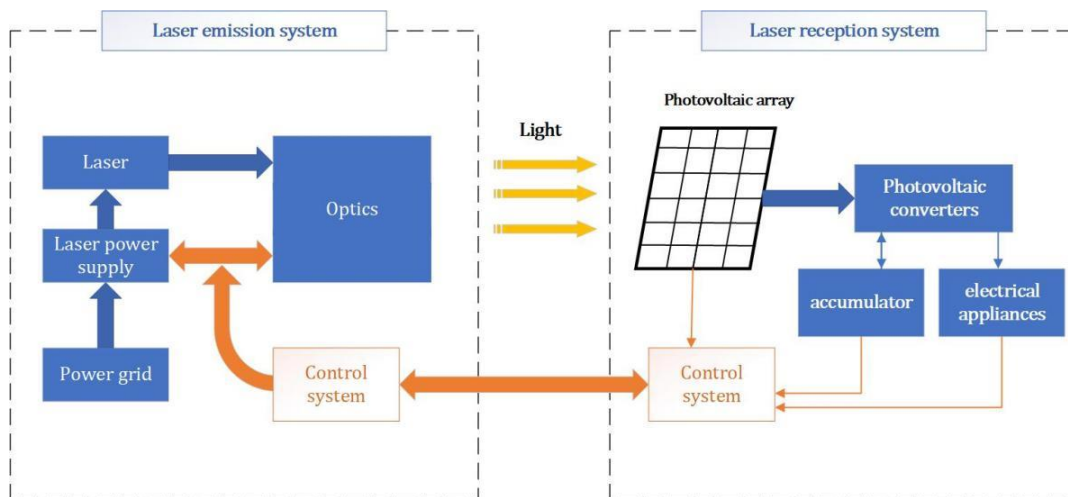 Laser emission system
Laser reception system
Photovoltaic array
Light
Laser
Optics
Photovoltaic
converters
Laser power
supply
accumulator
electrical
appliances
Power grid
Control
system
Control
system